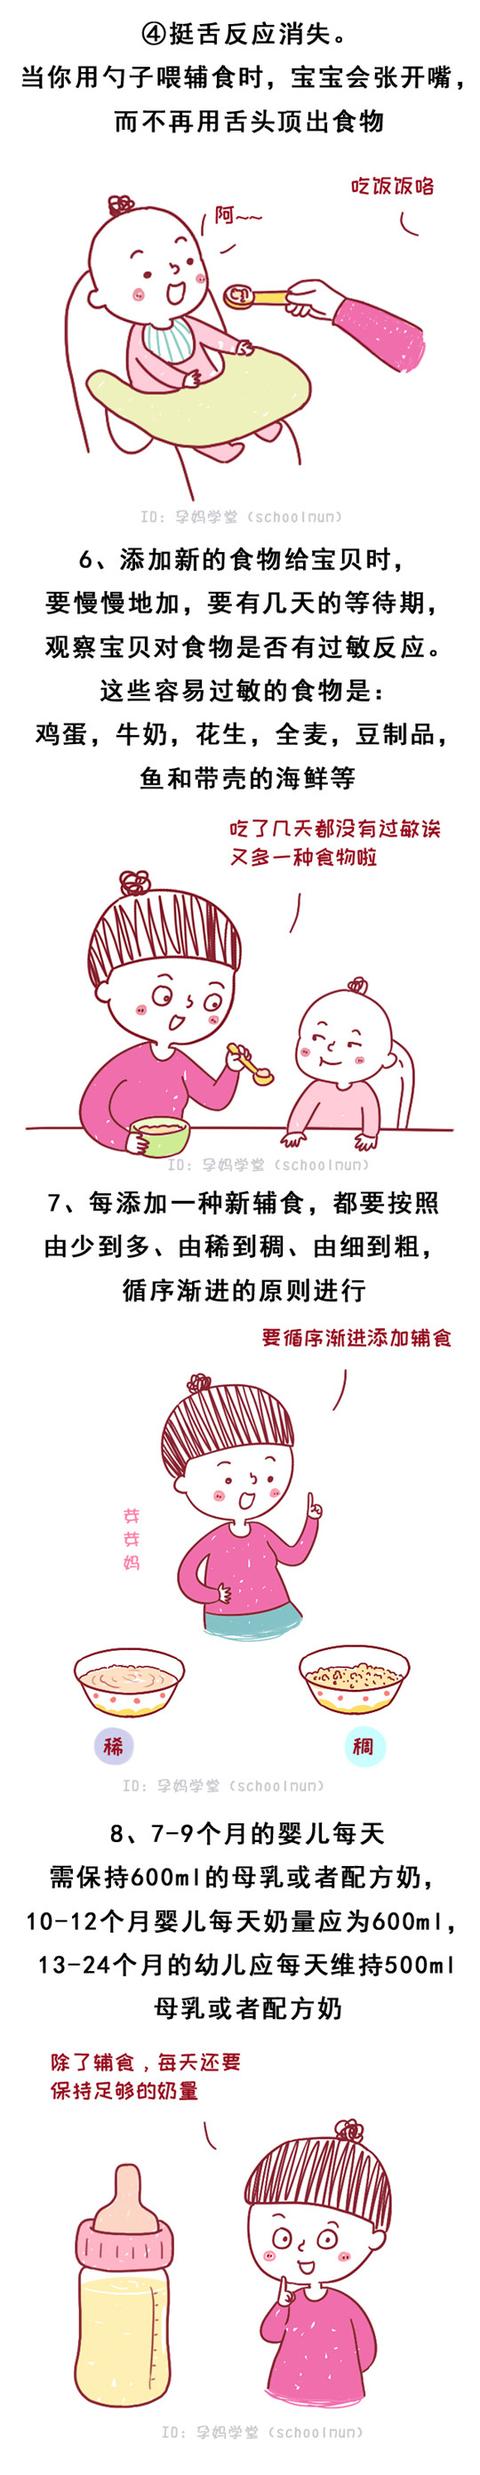 ④挺舌反应消失。
当你用勺子喂辅食时，宝宝会张开嘴，
而不再用舌头顶出食物
吃饭饭咯
阿~~
ID：孕妈学堂（schoolnun）
6、添加新的食物给宝贝时，
要慢慢地加，要有几天的等待期，
观察宝贝对食物是否有过敏反应。
这些容易过敏的食物是：
鸡蛋，牛奶，花生，全麦，豆制品，
鱼和带壳的海鲜等
吃了几天都没有过敏诶
又多一种食物啦
ID：孕妈学堂（schoolnun）
7、每添加一种新辅食，都要按照
由少到多、由稀到稠、由细到粗，
循序渐进的原则进行
要循序渐进添加辅食
芽
芽
妈
稀
稠
ID：孕妈学堂（schoolnun）
8、7-9个月的婴儿每天
需保持600ml的母乳或者配方奶，
10-12个月婴儿每天奶量应为600ml，
13-24个月的幼儿应每天维持500ml
母乳或者配方奶
除了辅食，每天还要
保持足够的奶量
ID：孕妈学堂（schoolnun）